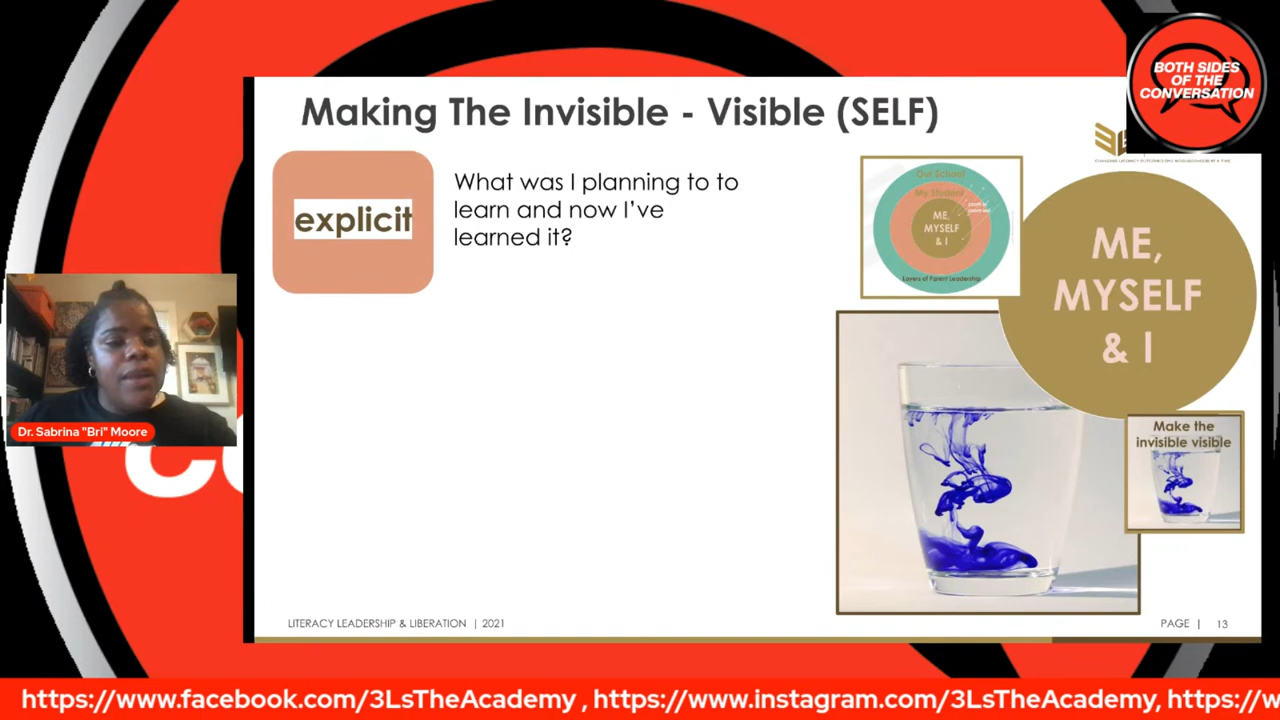 BOTH SIDES
OF THE
CONVERSATION
Making The Invisible - Visible (SELF)
explicit
What was I planning to to
learn and now I’ve
learned it?
Our School
My Student
ME,
MYSELF
& I
Layers of Parent Leadership
ME,
MYSELF
& I
Make the
invisible visible
Dr. Sabrina "Bri" Moore
LITERACY LEADERSHIP & LIBERATION | 2021
PAGE | 13
https://www.facebook.com/3LsTheAcademy , https://www.instagram.com/3LsTheAcademy, https://w